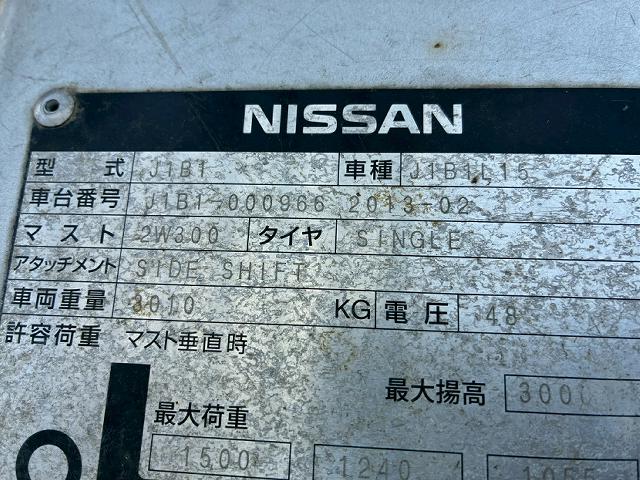 NISSAN
型式 J1B1 車種 J1B1L15
車台番号 J1B1-000966 2013-02
マスト 2W300 タイヤ SINGLE
アタッチメント SIDE SHIFT
車両重量 3010 KG 電圧 48
許容荷重 マスト垂直時
最大揚高 3000
最大荷重
1500 1240 1055